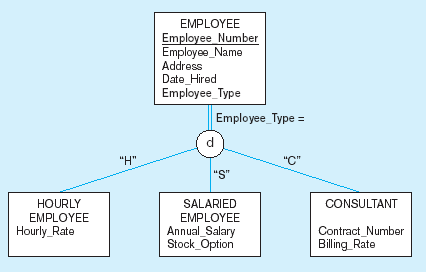 EMPLOYEE
Employee_Number
Employee_Name
Address
Date_Hired
Employee_Type
Employee_Type =
d
“H”
“S”
“C”
HOURLY
EMPLOYEE
Hourly_Rate
SALARIED
EMPLOYEE
Annual_Salary
Stock_Option
CONSULTANT
Contract_Number
Billing_Rate